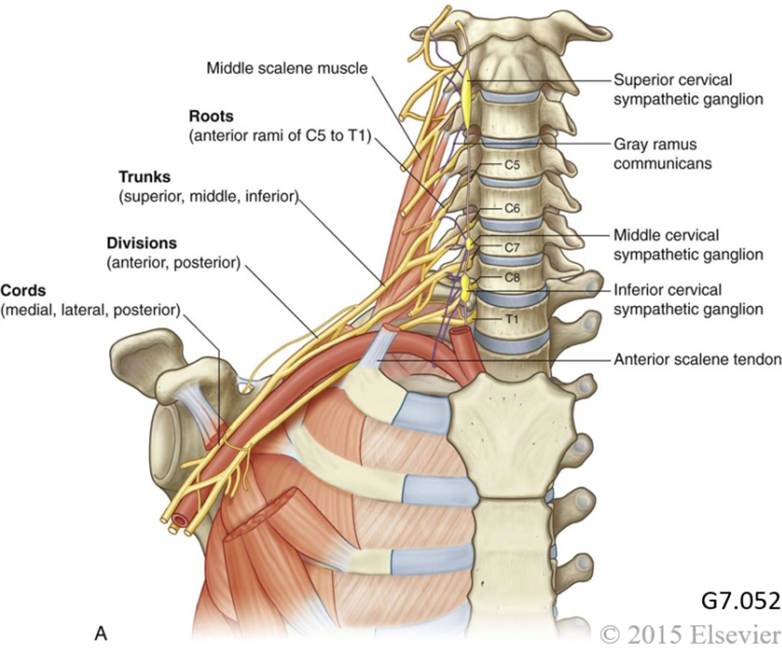 Middle scalene muscle
Roots
(anterior rami of C5 to T1)
Trunks
(superior, middle, inferior)
Divisions
(anterior, posterior)
Cords
(medial, lateral, posterior)
Superior cervical
sympathetic ganglion
Gray ramus
communicans
C5
C6
C7
C8
T1
Middle cervical
sympathetic ganglion
Inferior cervical
sympathetic ganglion
Anterior scalene tendon
G7.052
A
© 2015 Elsevier